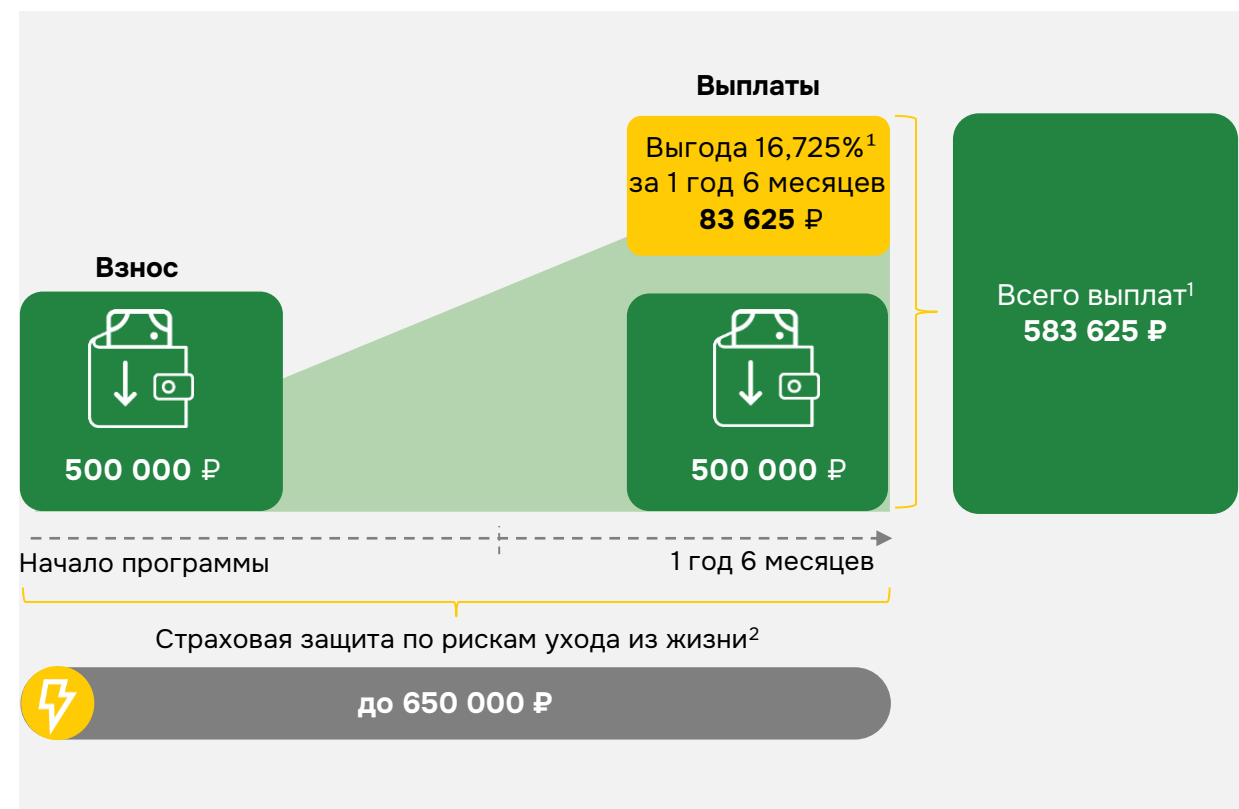 Выплаты
Выгода 16,725%¹
за 1 год 6 месяцев
83 625 ₽
Взнос
500 000 ₽
500 000 ₽
Всего выплат¹
583 625 ₽
Начало программы
1 год 6 месяцев
Страховая защита по рискам ухода из жизни²
до 650 000 ₽